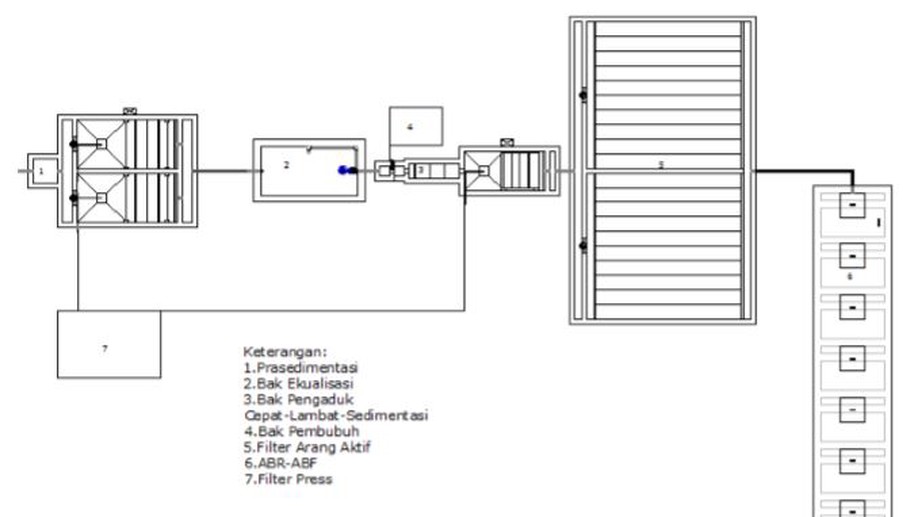 4
1
2
3
5
6
7
Keterangan:
1.Prasedimentasi
2.Bak Ekualisasi
3.Bak Pengaduk
Cepat-Lambat-Sedimentasi
4.Bak Pembubuh
5.Filter Arang Aktif
6.ABR-ABF
7.Filter Press